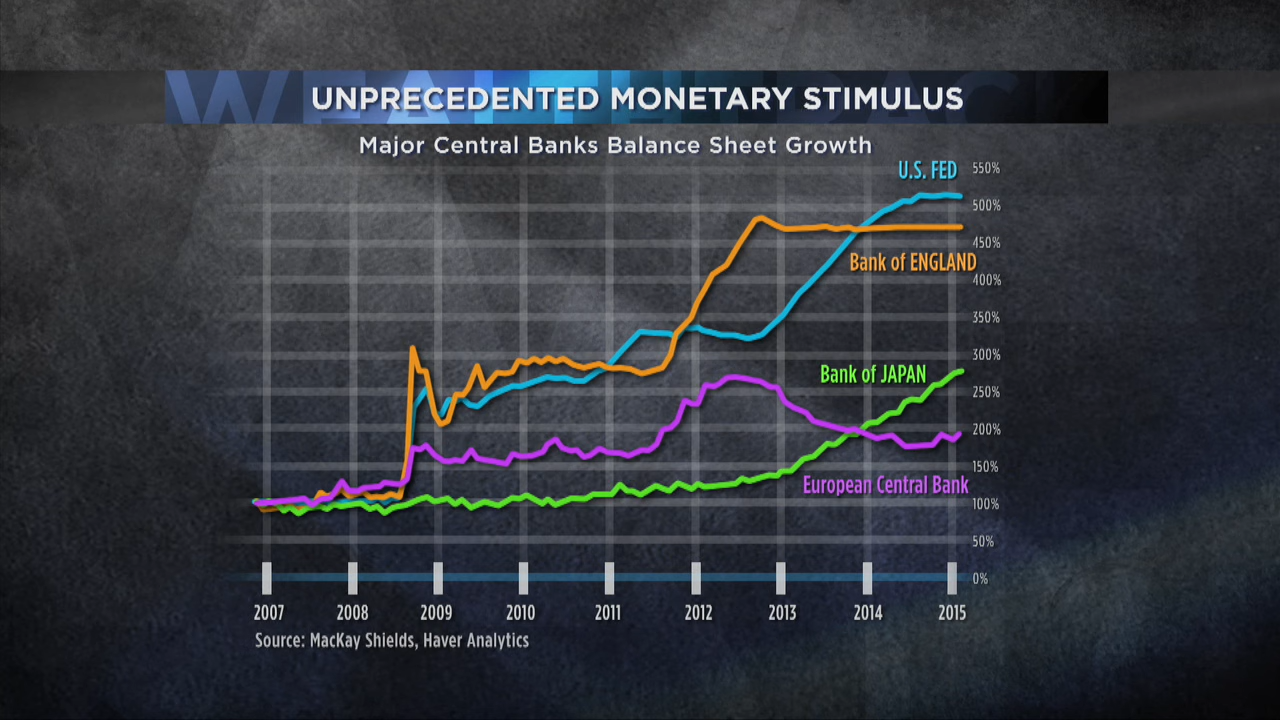 UNPRECEDENTED MONETARY STIMULUS
Major Central Banks Balance Sheet Growth
U.S. FED
550%
500%
450%
Bank of ENGLAND
400%
350%
300%
Bank of JAPAN
250%
200%
150%
European Central Bank
100%
50%
0%
2007 2008 2009 2010 2011 2012 2013 2014 2015
Source: MacKay Shields, Haver Analytics